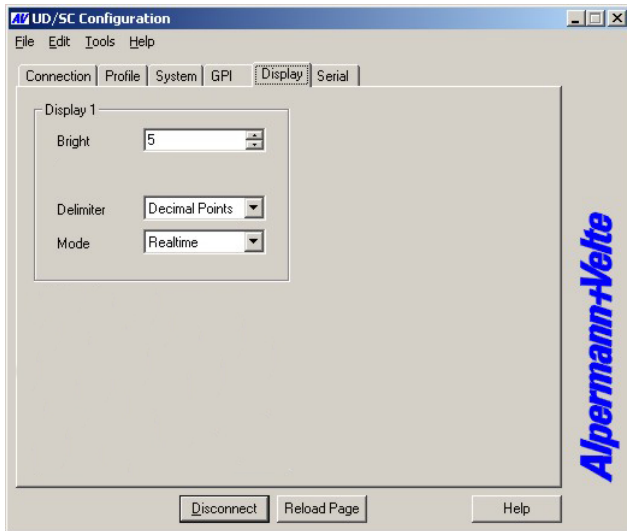 AV UD/SC Configuration
File Edit Tools Help
Connection Profile System GPI Display Serial
Display 1
Bright 5
Delimiter Decimal Points
Mode Realtime
Alpermann+Velte
Disconnect Reload Page Help